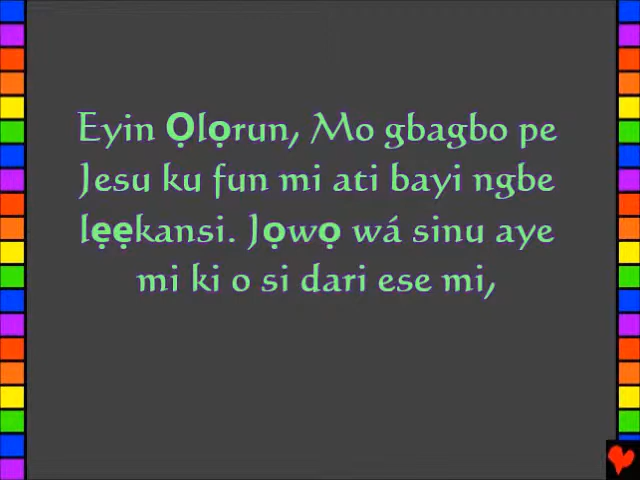 Eyin Ọlọrun, Mo gbagbo pe
Jesu ku fun mi ati bayi ngbe
lẹẹkansi. Jọwọ wá sinu aye
mi ki o si dari ese mi,